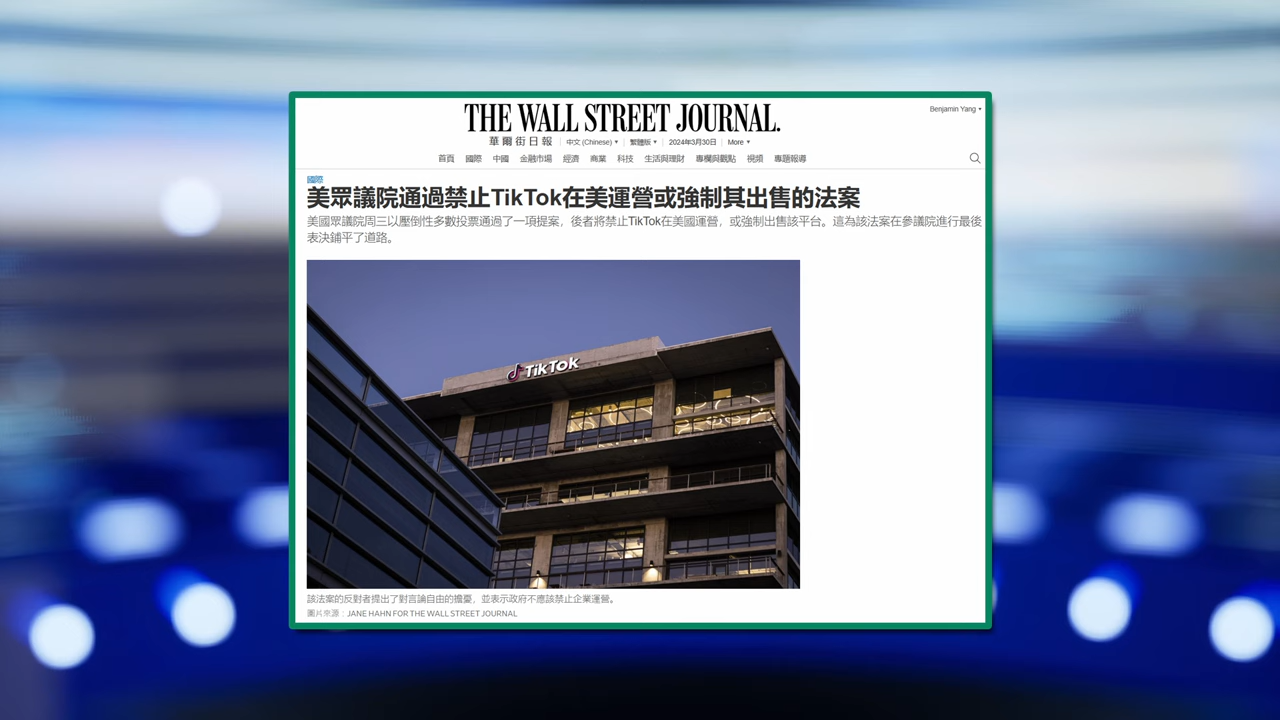 THE WALL STREET JOURNAL.
Benjamin Yang
華爾街日報 中文 (Chinese) 繁體版 2024年3月30日 More
首頁 國際 中國 金融市場 經濟 商業 科技 生活與理財 專欄與觀點 視頻 專題報導
國際
美眾議院通過禁止TikTok在美運營或強制其出售的法案
美國眾議院周三以壓倒性多數投票通過了一項提案，後者將禁止TikTok在美國運營，或強制出售該平台。這為該法案在參議院進行最後
表決鋪平了道路。
TikTok
該法案的反對者提出了對言論自由的擔憂，並表示政府不應該禁止企業運營。
圖片來源：JANE HAHN FOR THE WALL STREET JOURNAL